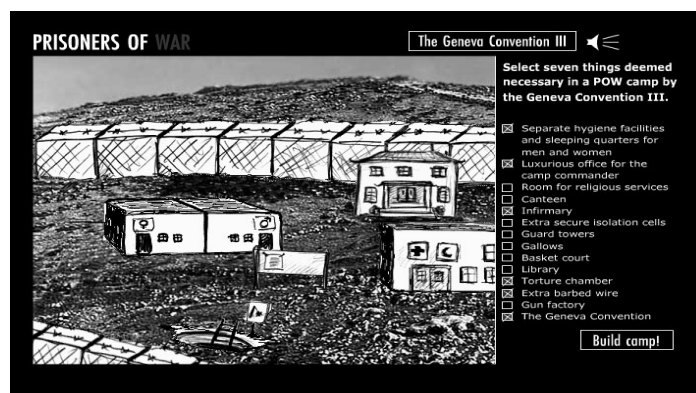 PRISONERS OF WAR
The Geneva Convention III
Select seven things deemed
necessary in a POW camp by
the Geneva Convention III.
Separate hygiene facilities
and sleeping quarters for
men and women
Luxurious office for the
camp commander
Room for religious services
Canteen
Infirmary
Extra secure isolation cells
Guard towers
Gallows
Basket court
Library
Torture chamber
Extra barbed wire
Gun factory
The Geneva Convention
Build camp!